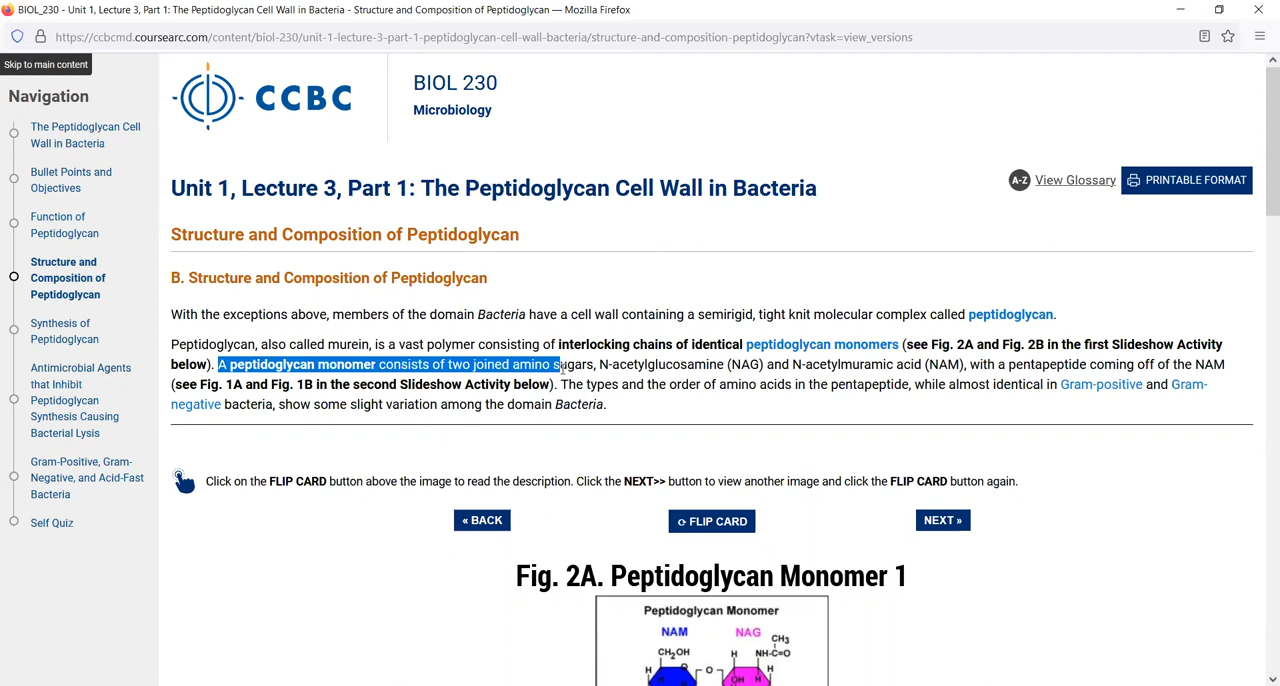 BIOL_230 - Unit 1, Lecture 3, Part 1: The Peptidoglycan Cell Wall in Bacteria - Structure and Composition of Peptidoglycan — Mozilla Firefox
https://ccbcmd.coursearc.com/content/biol-230/unit-1-lecture-3-part-1-peptidoglycan-cell-wall-bacteria/structure-and-composition-peptidoglycan?vtask=view_versions
Skip to main content
Navigation
The Peptidoglycan Cell
Wall in Bacteria
Bullet Points and
Objectives
Function of
Peptidoglycan
Structure and
Composition of
Peptidoglycan
Synthesis of
Peptidoglycan
Antimicrobial Agents
that Inhibit
Peptidoglycan
Synthesis Causing
Bacterial Lysis
Gram-Positive, Gram-
Negative, and Acid-Fast
Bacteria
Self Quiz
CCBC
BIOL 230
Microbiology
Unit 1, Lecture 3, Part 1: The Peptidoglycan Cell Wall in Bacteria
A-Z View Glossary
PRINTABLE FORMAT
Structure and Composition of Peptidoglycan
B. Structure and Composition of Peptidoglycan
With the exceptions above, members of the domain Bacteria have a cell wall containing a semirigid, tight knit molecular complex called peptidoglycan.
Peptidoglycan, also called murein, is a vast polymer consisting of interlocking chains of identical peptidoglycan monomers (see Fig. 2A and Fig. 2B in the first Slideshow Activity
below). A peptidoglycan monomer consists of two joined amino sugars, N-acetylglucosamine (NAG) and N-acetylmuramic acid (NAM), with a pentapeptide coming off of the NAM
(see Fig. 1A and Fig. 1B in the second Slideshow Activity below). The types and the order of amino acids in the pentapeptide, while almost identical in Gram-positive and Gram-
negative bacteria, show some slight variation among the domain Bacteria.
Click on the FLIP CARD button above the image to read the description. Click the NEXT>> button to view another image and click the FLIP CARD button again.
« BACK
FLIP CARD
NEXT »
Fig. 2A. Peptidoglycan Monomer 1
Peptidoglycan Monomer
NAM NAG
CH3
CH2OH H NH-C=O
H O H
H OH H